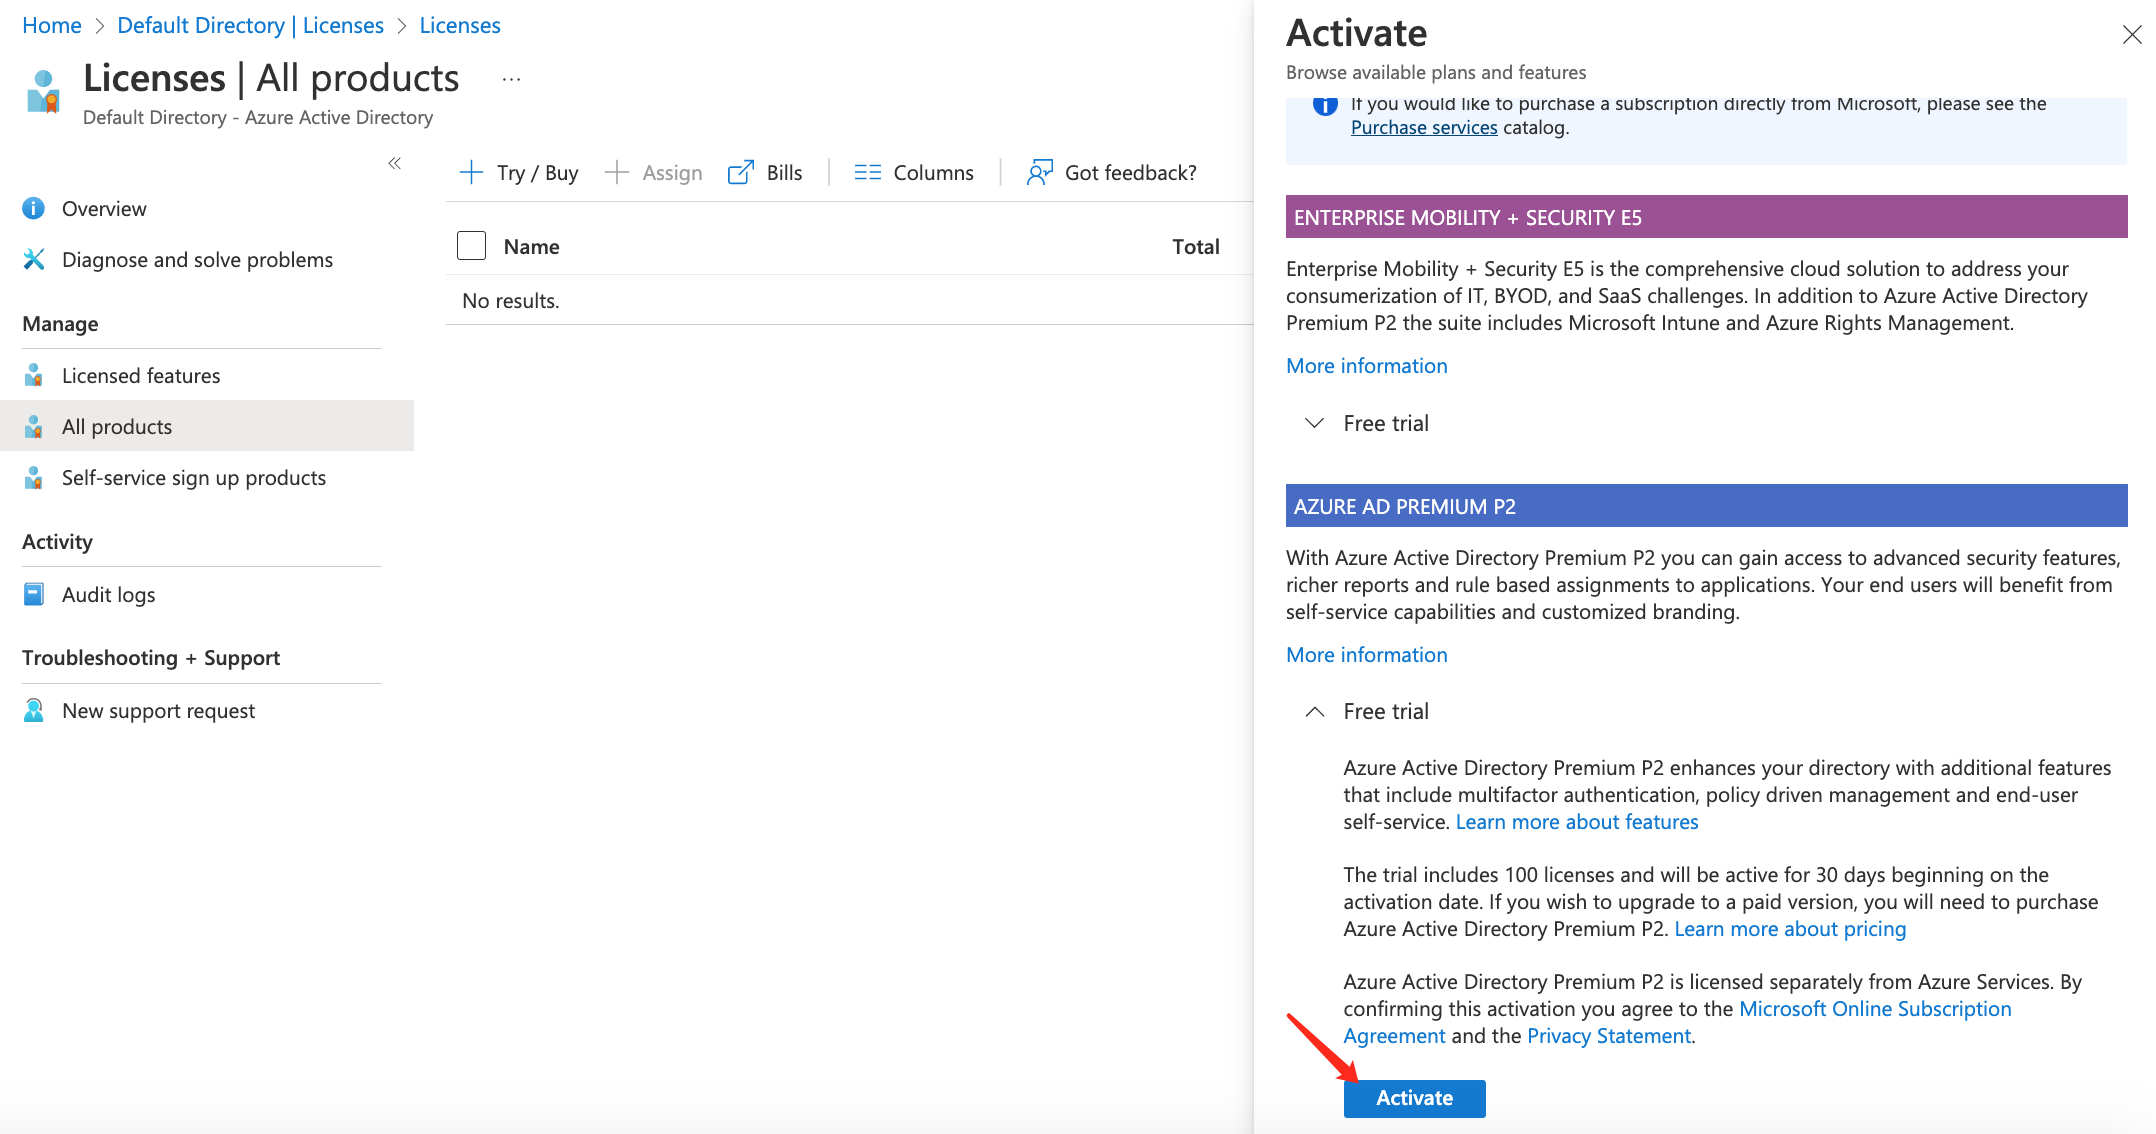 Home > Default Directory | Licenses > Licenses
Licenses | All products ...
Default Directory - Azure Active Directory
«
Overview
Diagnose and solve problems
Manage
Licensed features
All products
Self-service sign up products
Activity
Audit logs
Troubleshooting + Support
New support request
Try / Buy
Assign
Bills
Columns
Got feedback?
Name Total
No results.
Activate
Browse available plans and features
If you would like to purchase a subscription directly from Microsoft, please see the
Purchase services catalog.
ENTERPRISE MOBILITY + SECURITY E5
Enterprise Mobility + Security E5 is the comprehensive cloud solution to address your
consumerization of IT, BYOD, and SaaS challenges. In addition to Azure Active Directory
Premium P2 the suite includes Microsoft Intune and Azure Rights Management.
More information
Free trial
AZURE AD PREMIUM P2
With Azure Active Directory Premium P2 you can gain access to advanced security features,
richer reports and rule based assignments to applications. Your end users will benefit from
self-service capabilities and customized branding.
More information
Free trial
Azure Active Directory Premium P2 enhances your directory with additional features
that include multifactor authentication, policy driven management and end-user
self-service. Learn more about features
The trial includes 100 licenses and will be active for 30 days beginning on the
activation date. If you wish to upgrade to a paid version, you will need to purchase
Azure Active Directory Premium P2. Learn more about pricing
Azure Active Directory Premium P2 is licensed separately from Azure Services. By
confirming this activation you agree to the Microsoft Online Subscription
Agreement and the Privacy Statement.
Activate